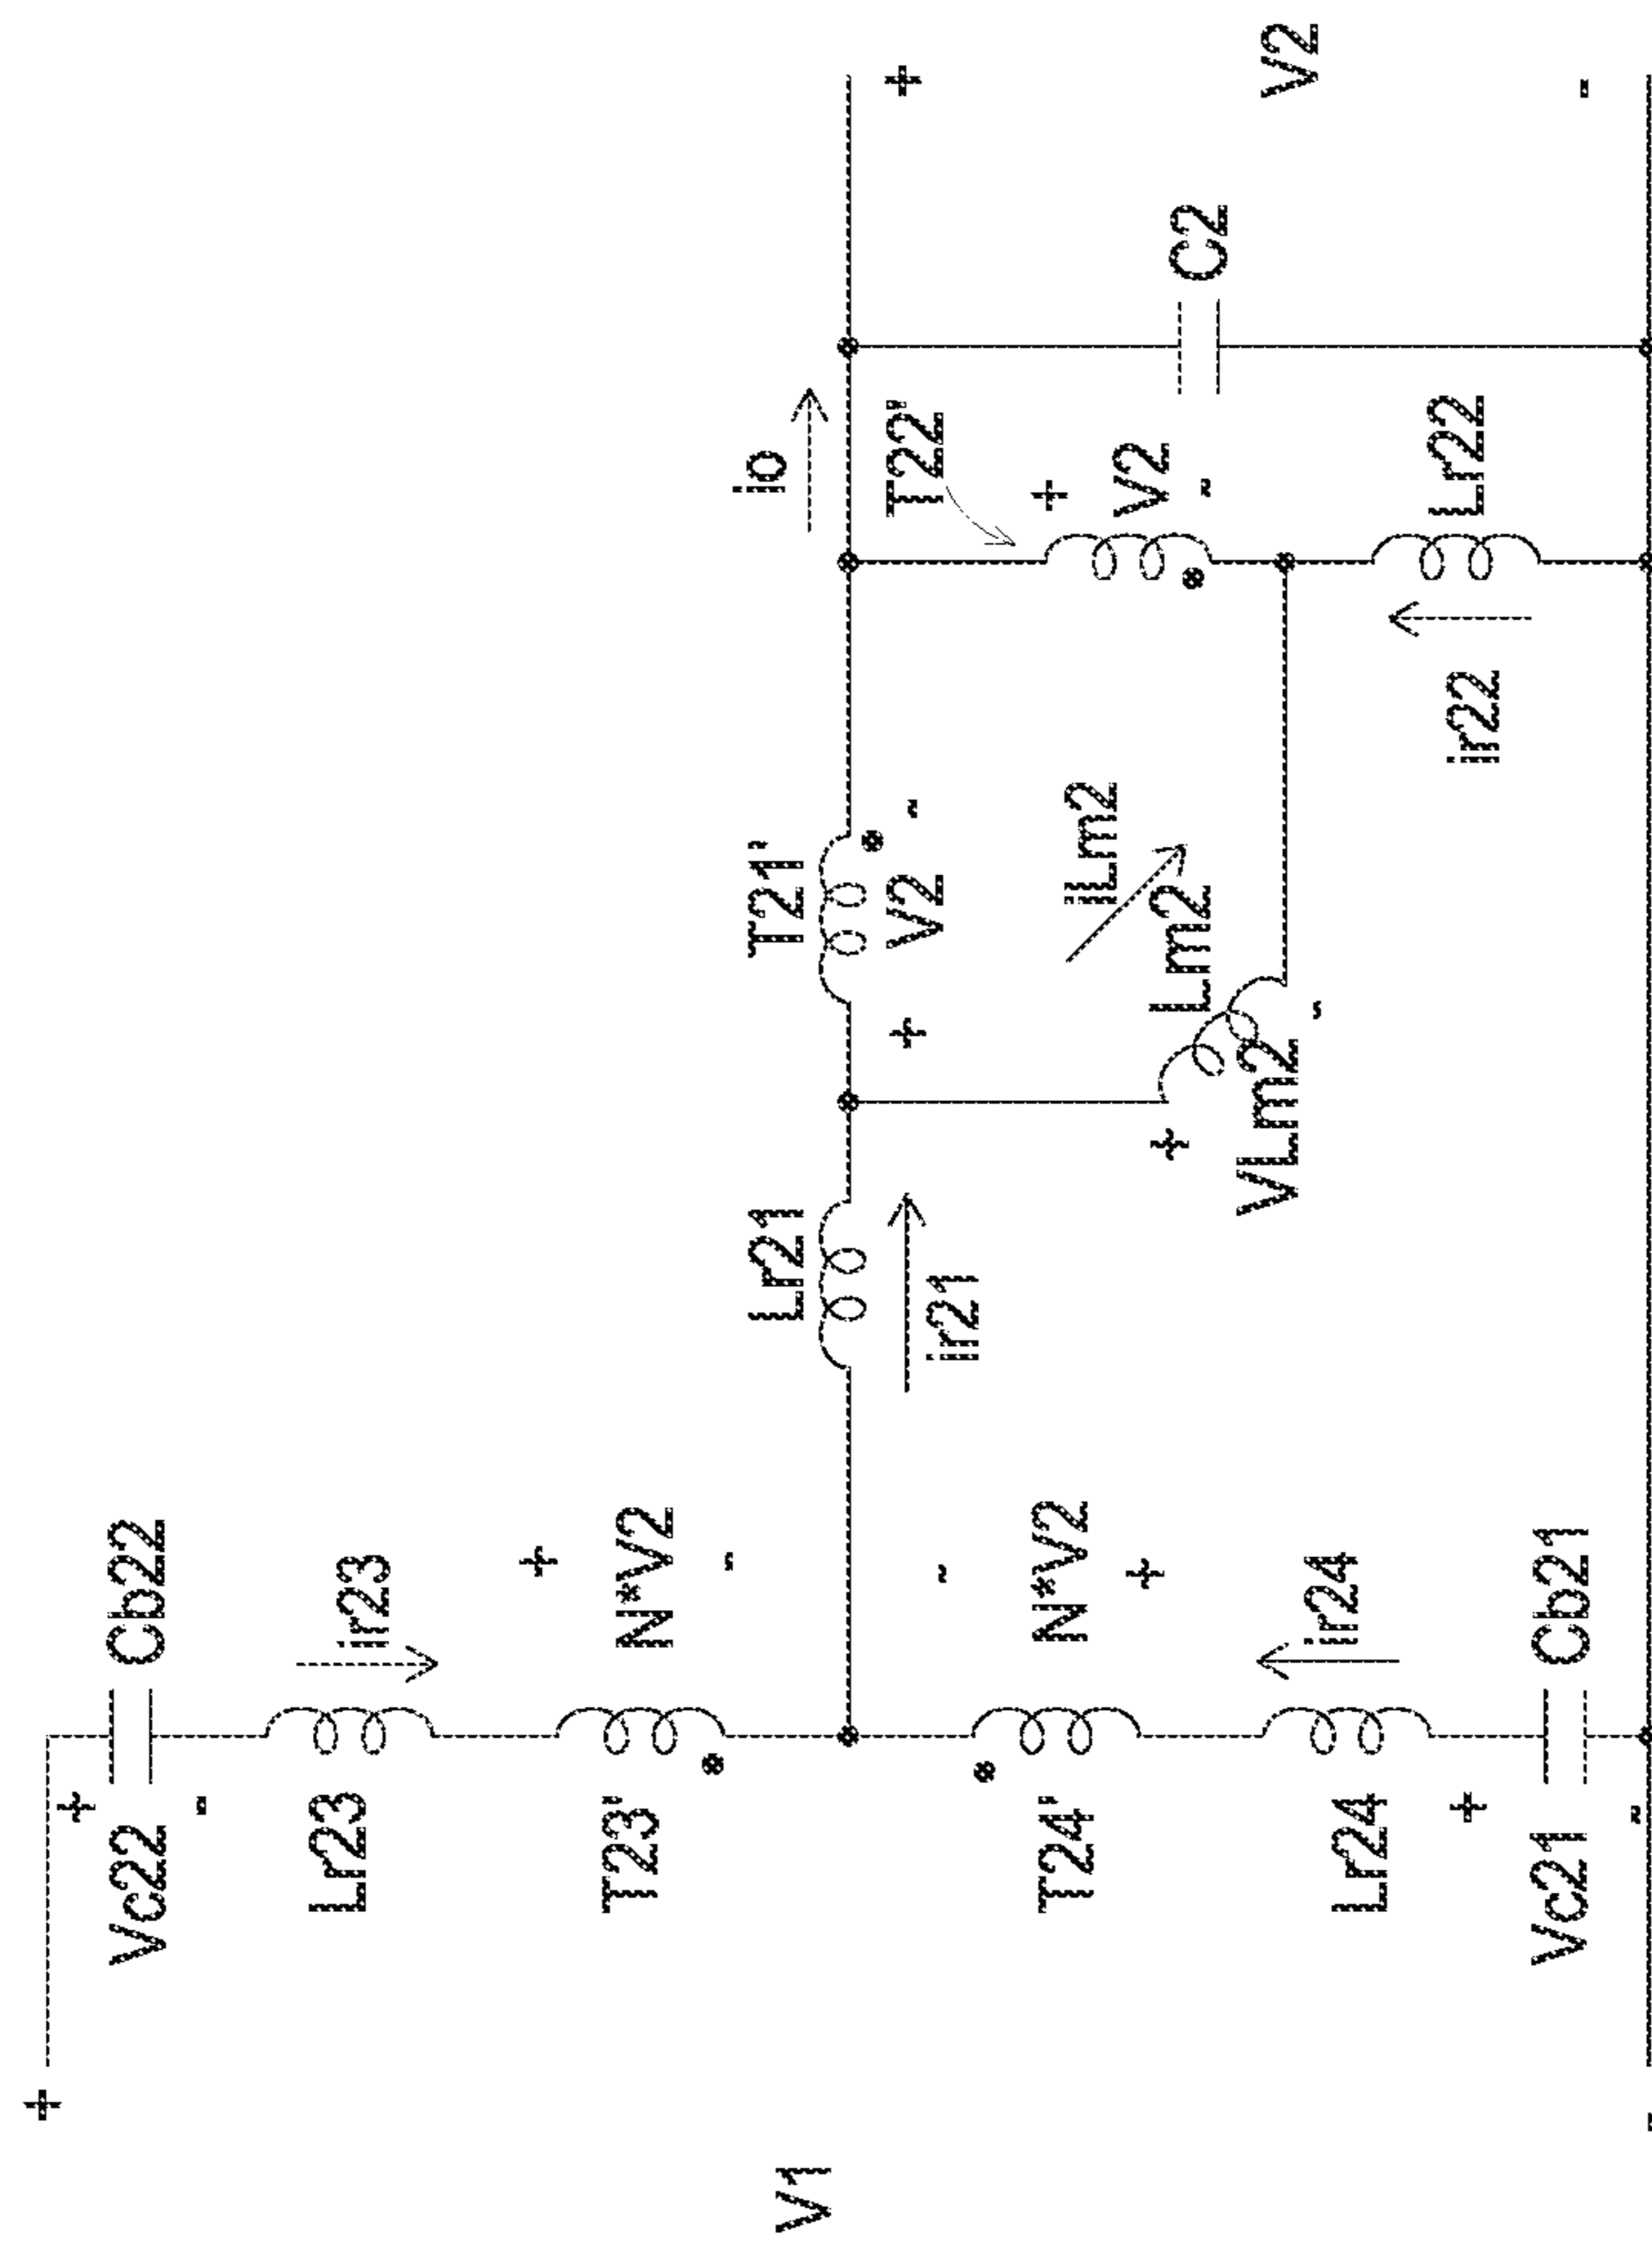 +
V1
-
+
Vc22
-
Cb22
Lr23
ir23
T23'
+
N*V2
-
T24'
-
N*V2
+
Lr24
ir24
+
Vc21
-
Cb21
Lr21
ir21
T21'
+ V2 -
iLm2
Lm2
+
VLm2
-
io
T22'
+
V2
-
Lr22
ir22
C2
+
V2
-